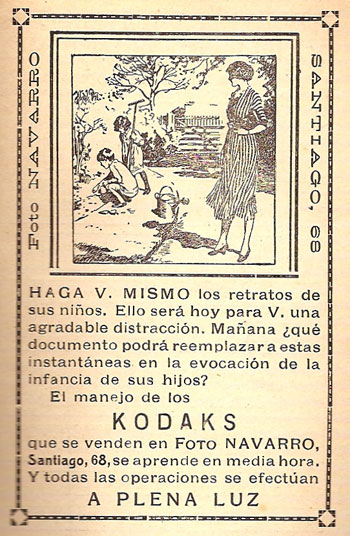 Foto NAVARRO
SANTIAGO, 68
HAGA V. MISMO los retratos de
sus niños. Ello será hoy para V. una
agradable distracción. Mañana ¿qué
documento podrá reemplazar a estas
instantáneas en la evocación de la
infancia de sus hijos?
El manejo de los
KODAKS
que se venden en FOTO NAVARRO,
Santiago, 68, se aprende en media hora.
Y todas las operaciones se efectúan
A PLENA LUZ